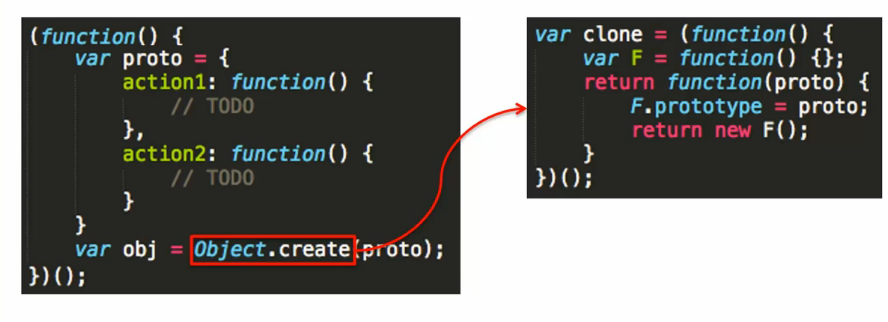 (function() {
    var proto = {
        action1: function() {
            // TODO
        },
        action2: function() {
            // TODO
        }
    }
    var obj = Object.create(proto);
})();
var clone = (function() {
    var F = function() {};
    return function(proto) {
        F.prototype = proto;
        return new F();
    }
})();